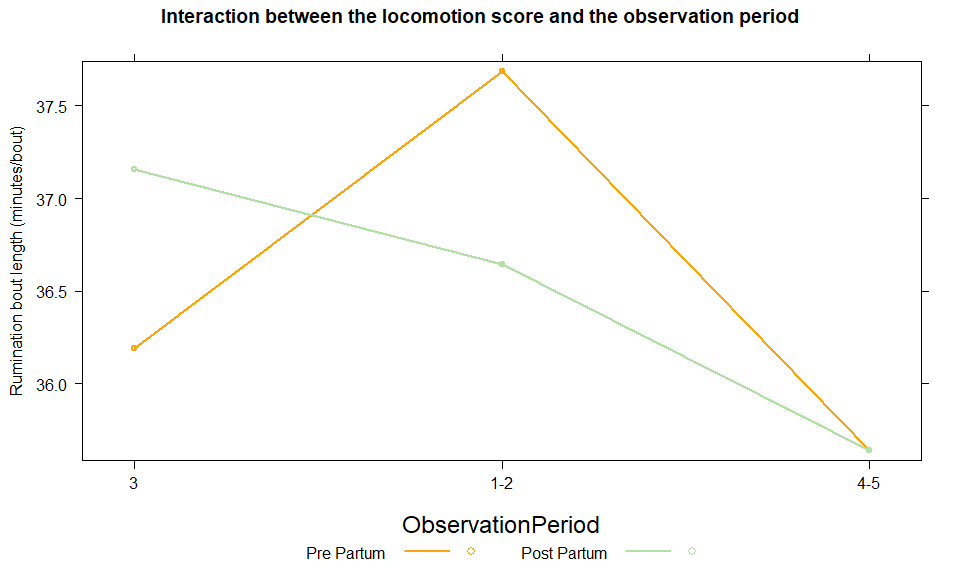 Interaction between the locomotion score and the observation period
Rumination bout length (minutes/bout)
37.5
37.0
36.5
36.0
3 1-2 4-5
ObservationPeriod
Pre Partum Post Partum